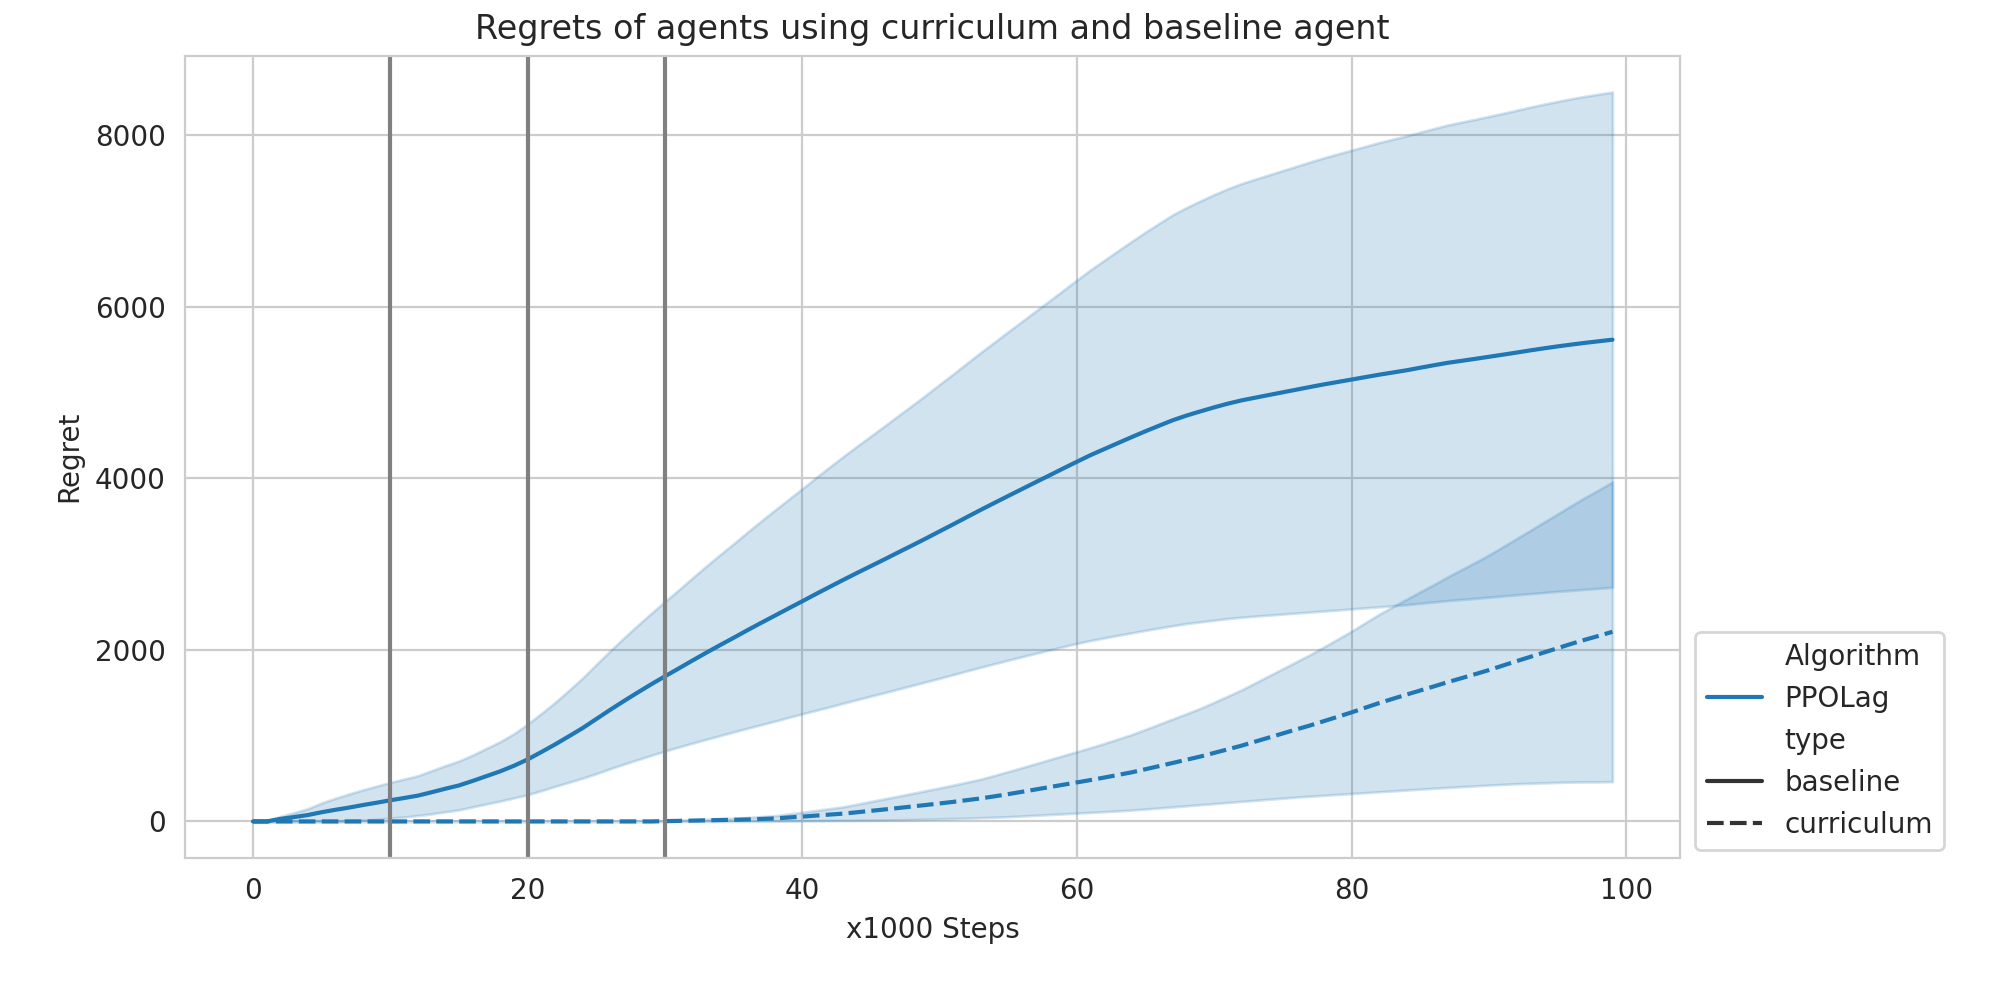 Regrets of agents using curriculum and baseline agent
8000
6000
4000
2000
0
Regret
0 20 40 60 80 100
x1000 Steps
Algorithm
PPOLag
type
baseline
curriculum